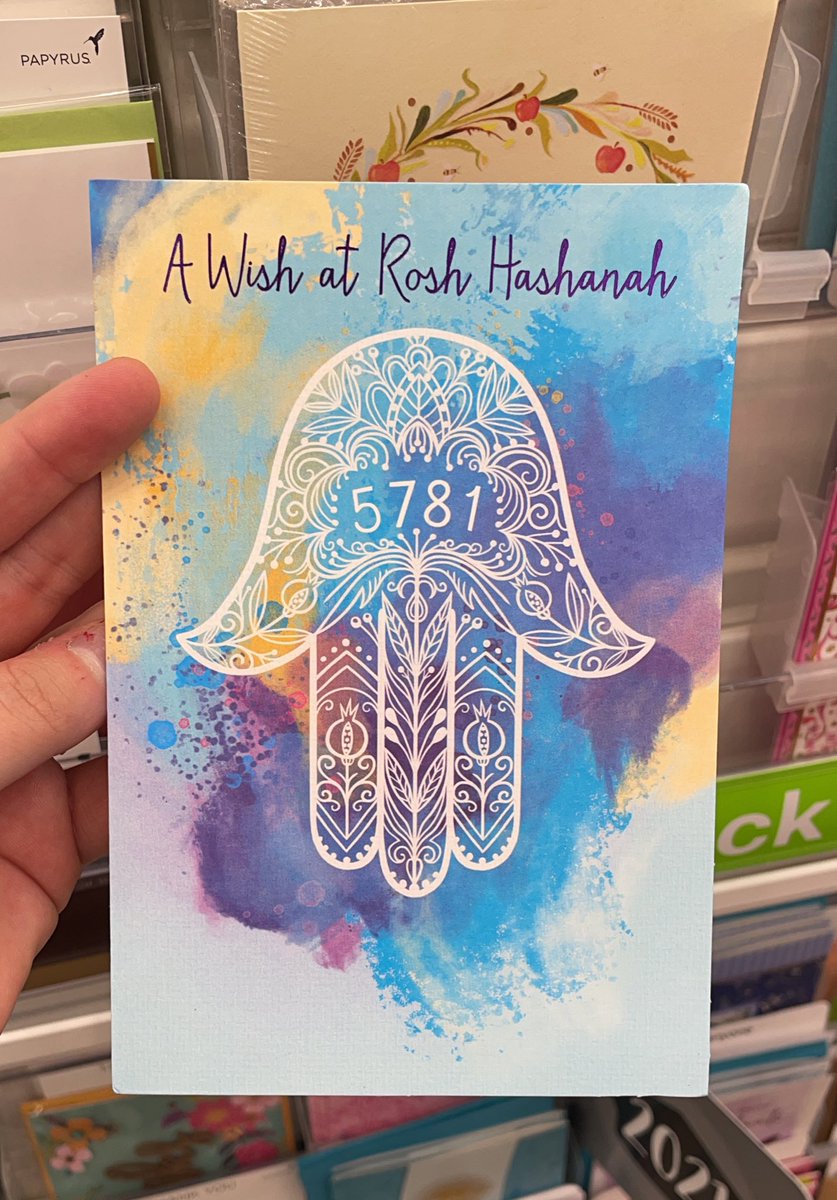 PAPYRUS
A Wish at Rosh Hashanah
5781
ck